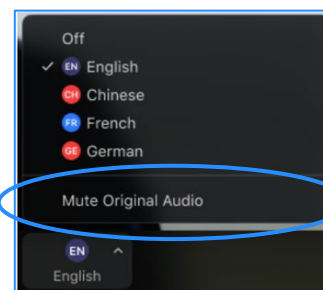 Off
EN English
CH Chinese
FR French
GE German
Mute Original Audio
EN
English